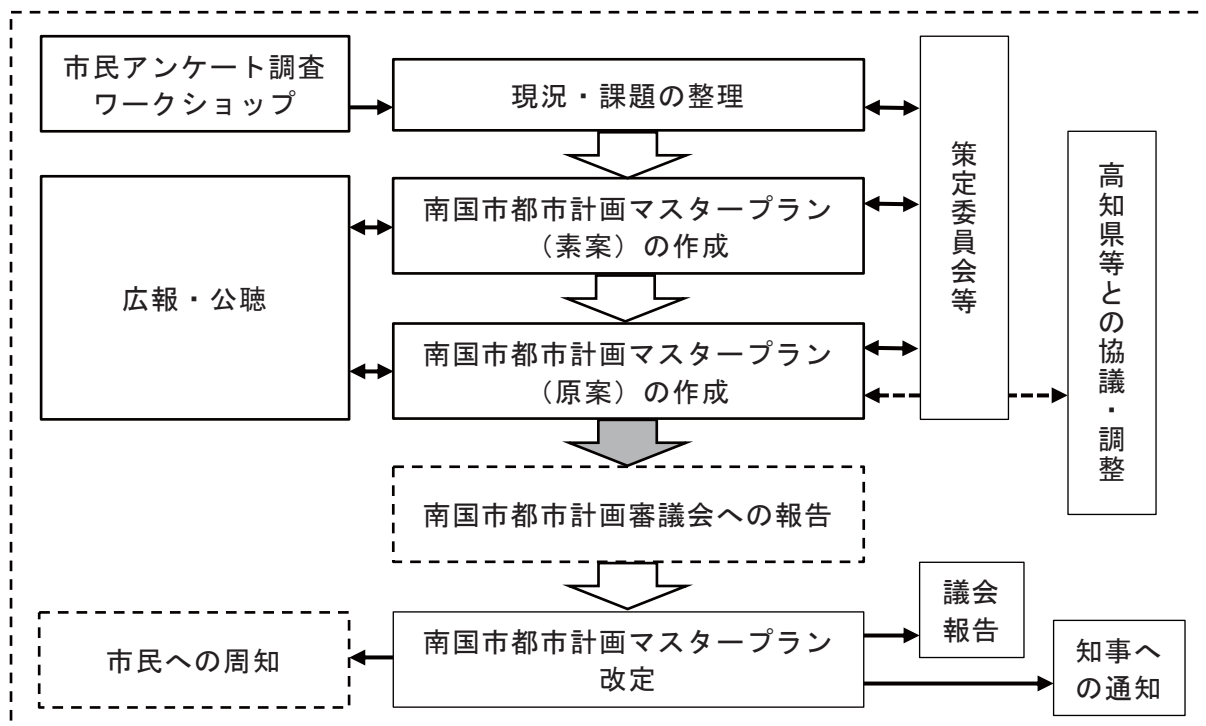 市民アンケート調査
ワークショップ
現況・課題の整理
策定委員会等
高知県等との協議・調整
広報・公聴
南国市都市計画マスタープラン
（素案）の作成
南国市都市計画マスタープラン
（原案）の作成
南国市都市計画審議会への報告
市民への周知
南国市都市計画マスタープラン
改定
議会
報告
知事へ
の通知